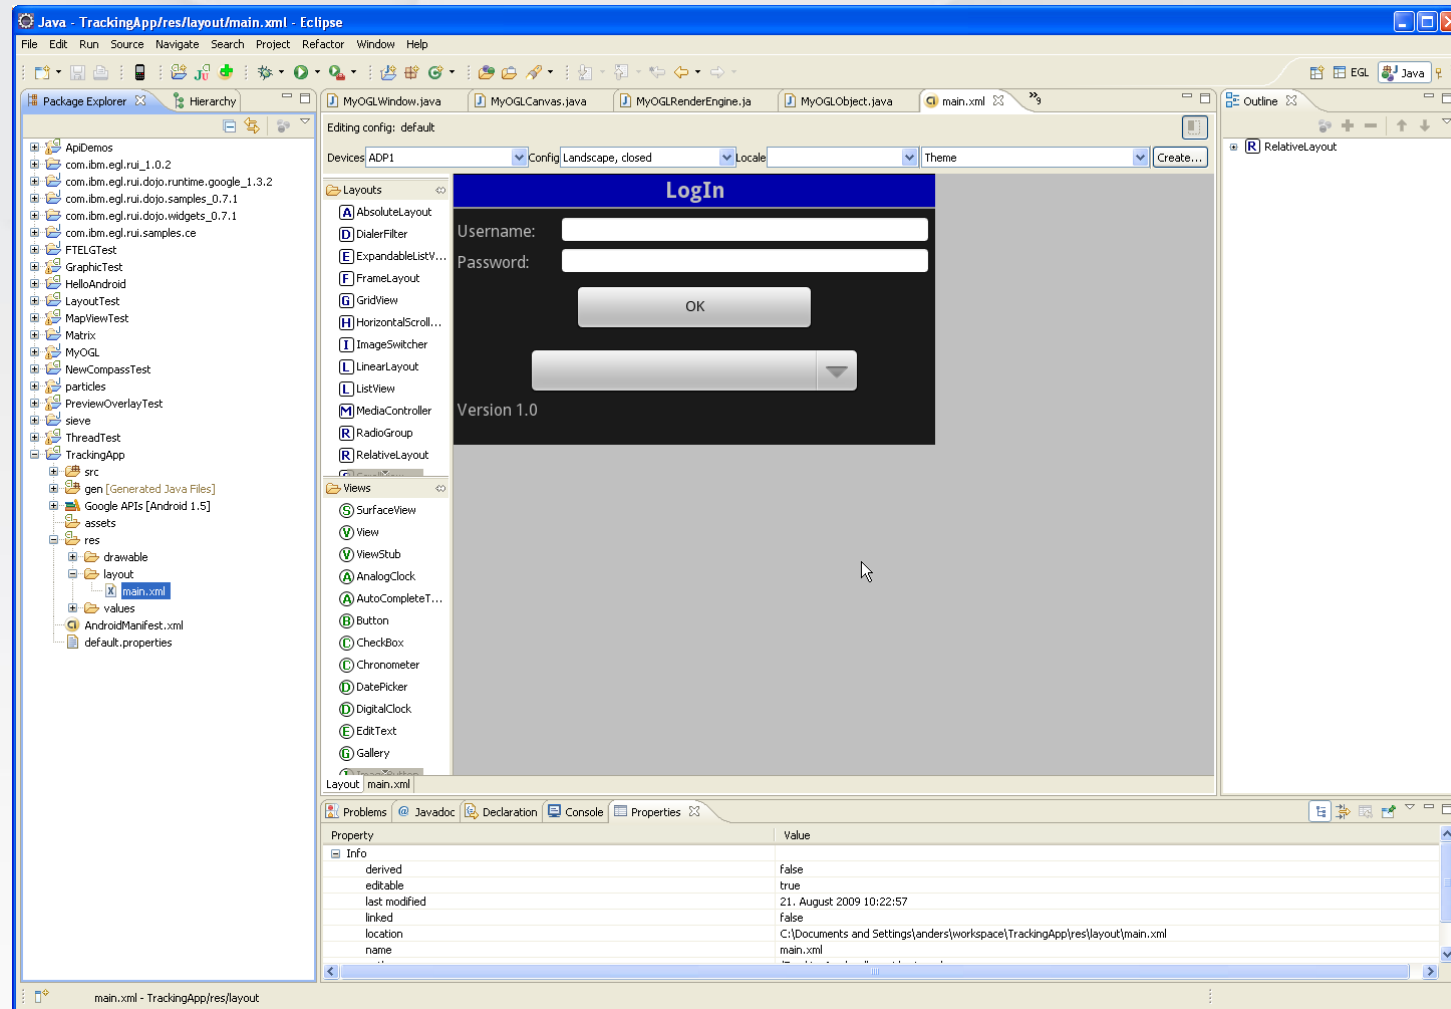 Java - TrackingApp/res/layout/main.xml - Eclipse
File Edit Run Source Navigate Search Project Refactor Window Help
EGL Java
Package Explorer Hierarchy
ApiDemos
com.ibm.egl.rui_1.0.2
com.ibm.egl.rui.dojo.runtime.google_1.3.2
com.ibm.egl.rui.dojo.samples_0.7.1
com.ibm.egl.rui.dojo.widgets_0.7.1
com.ibm.egl.rui.samples.ce
FTELGTest
GraphicTest
HelloAndroid
LayoutTest
MapViewTest
Matrix
MyOGL
NewCompassTest
particles
PreviewOverlayTest
sieve
ThreadTest
TrackingApp
src
gen [Generated Java Files]
Google APIs [Android 1.5]
assets
res
drawable
layout
main.xml
values
AndroidManifest.xml
default.properties
MyOGLWindow.java MyOGLCanvas.java MyOGLRenderEngine.ja MyOGLObject.java main.xml »9
Editing config: default
Devices ADP1 Config Landscape, closed Locale Theme Create...
Layouts
A AbsoluteLayout
D DialerFilter
E ExpandableListV...
F FrameLayout
G GridView
H HorizontalScroll...
I ImageSwitcher
L LinearLayout
L ListView
M MediaController
R RadioGroup
R RelativeLayout
Views
S SurfaceView
V View
V ViewStub
A AnalogClock
A AutoCompleteT...
B Button
C CheckBox
C Chronometer
D DatePicker
D DigitalClock
E EditText
G Gallery
LogIn
Username:
Password:
OK
Version 1.0
Layout main.xml
Outline
R RelativeLayout
Problems @ Javadoc Declaration Console Properties
Property Value
Info
derived false
editable true
last modified 21. August 2009 10:22:57
linked false
location C:\Documents and Settings\anders\workspace\TrackingApp\res\layout\main.xml
name main.xml
main.xml - TrackingApp/res/layout